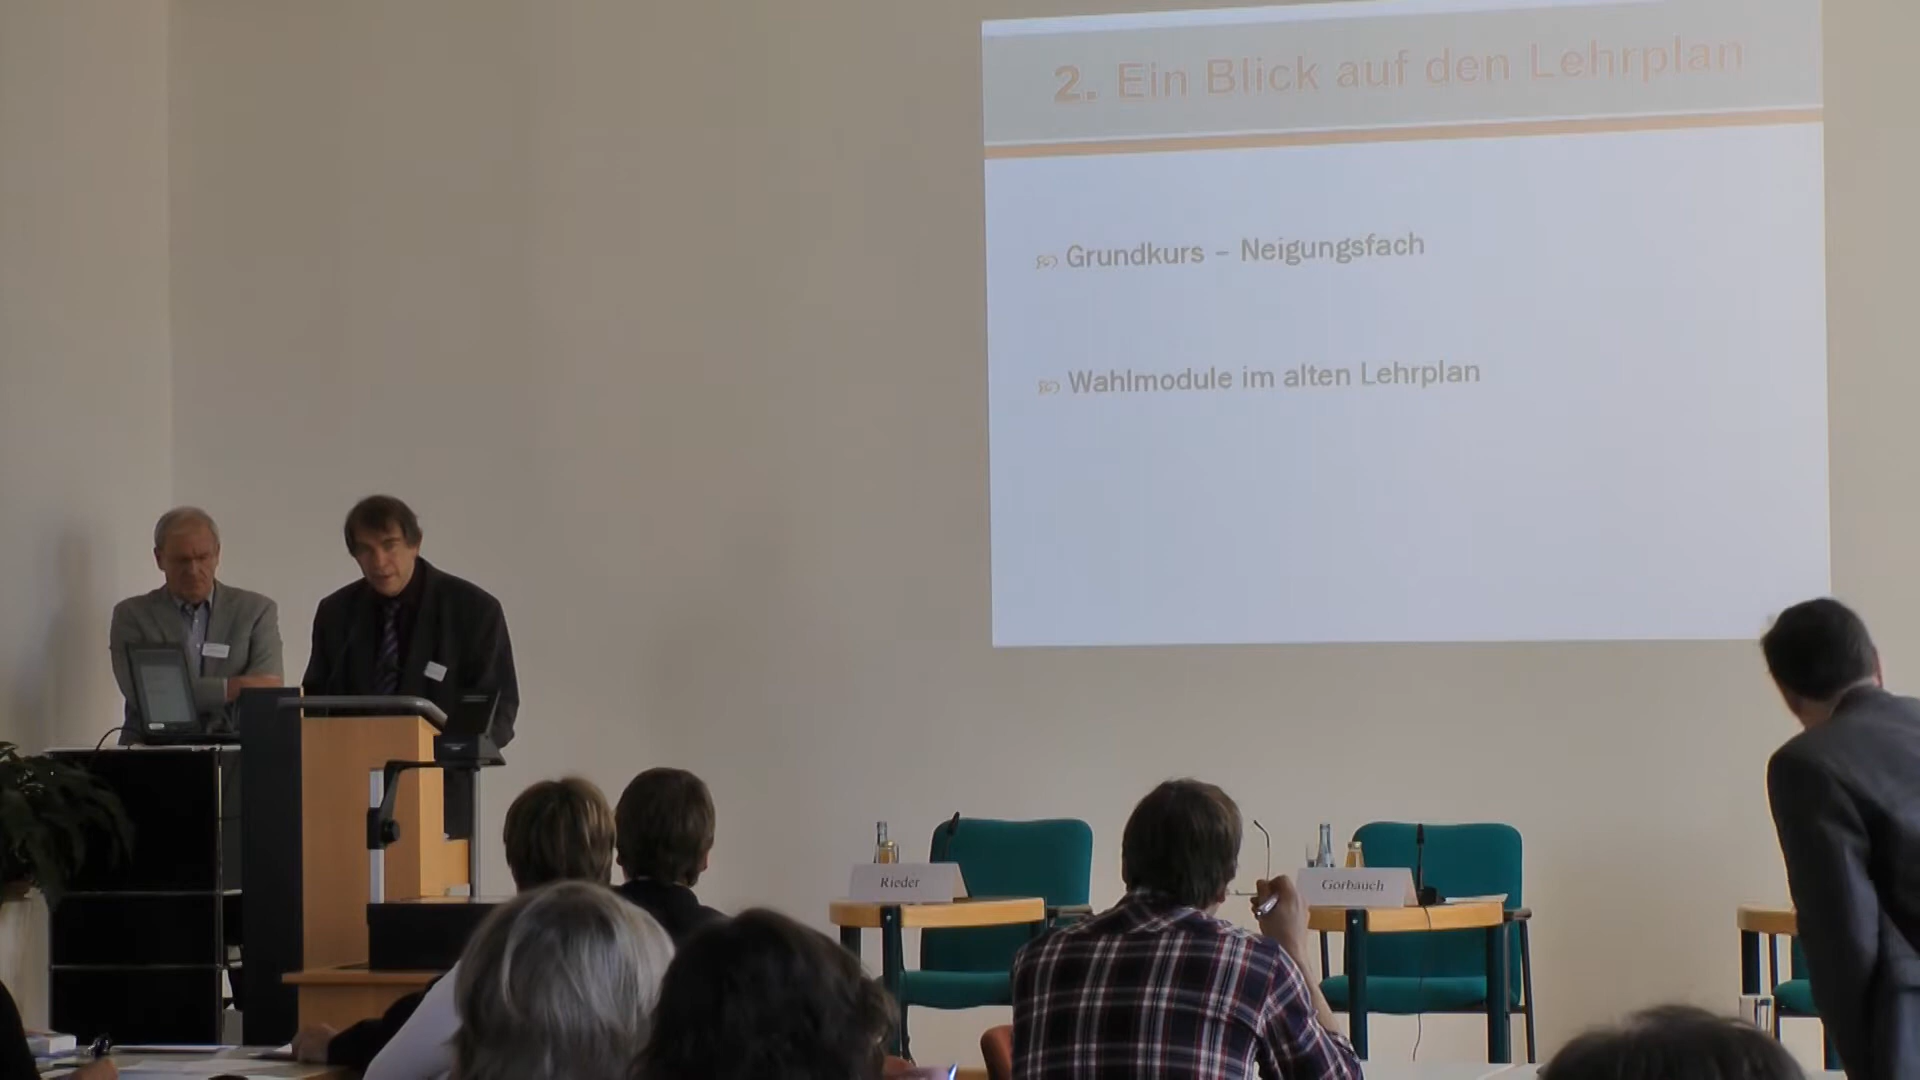 2. Ein Blick auf den Lehrplan
Grundkurs – Neigungsfach
Wahlmodule im alten Lehrplan
Rieder
Gorbauch